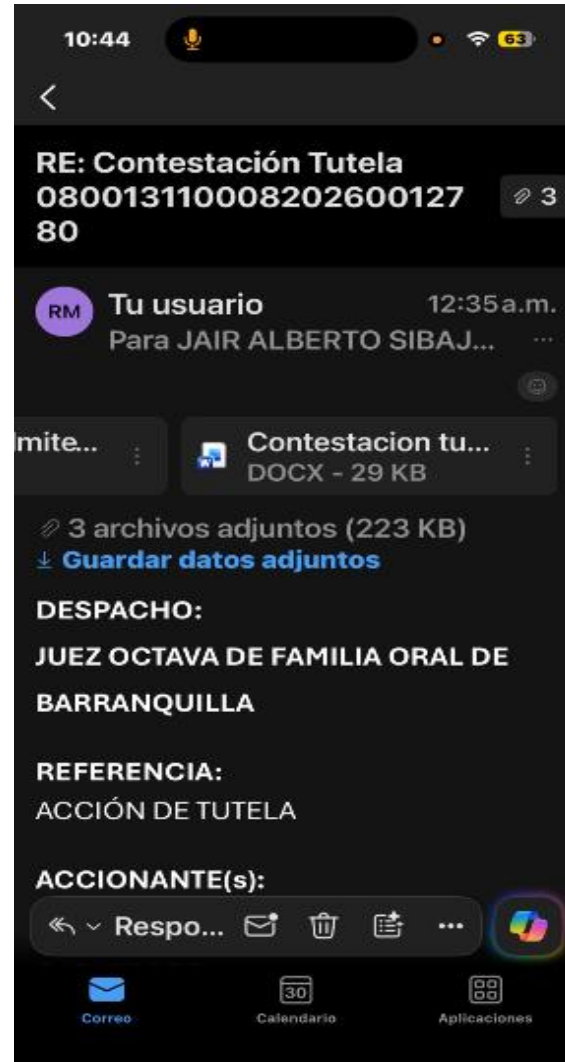 10:44
63
RE: Contestación Tutela
080013110008202600127
80
3
RM
Tu usuario
12:35 a.m.
Para JAIR ALBERTO SIBAJ...
lmite...
Contestacion tu...
DOCX - 29 KB
3 archivos adjuntos (223 KB)
Guardar datos adjuntos
DESPACHO:
JUEZ OCTAVA DE FAMILIA ORAL DE
BARRANQUILLA
REFERENCIA:
ACCIÓN DE TUTELA
ACCIONANTE(s):
Respo...
30
Correo
Calendario
Aplicaciones